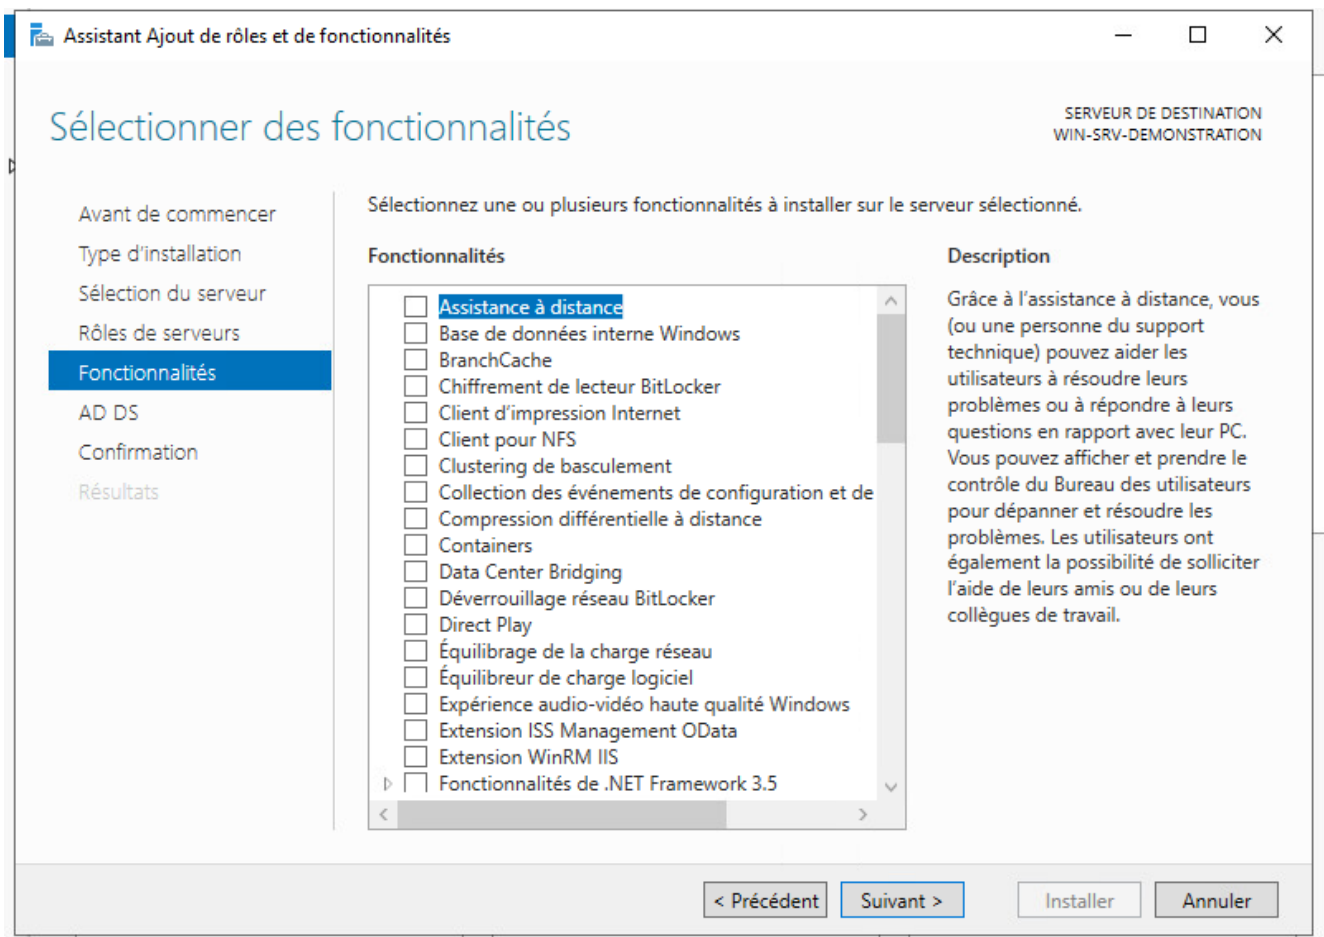 Assistant Ajout de rôles et de fonctionnalités
Sélectionner des fonctionnalités
SERVEUR DE DESTINATION
WIN-SRV-DEMONSTRATION
Avant de commencer
Type d'installation
Sélection du serveur
Rôles de serveurs
Fonctionnalités
AD DS
Confirmation
Résultats
Sélectionnez une ou plusieurs fonctionnalités à installer sur le serveur sélectionné.
Fonctionnalités
Assistance à distance
Base de données interne Windows
BranchCache
Chiffrement de lecteur BitLocker
Client d'impression Internet
Client pour NFS
Clustering de basculement
Collection des événements de configuration et de
Compression différentielle à distance
Containers
Data Center Bridging
Déverrouillage réseau BitLocker
Direct Play
Équilibrage de la charge réseau
Équilibreur de charge logiciel
Expérience audio-vidéo haute qualité Windows
Extension ISS Management OData
Extension WinRM IIS
Fonctionnalités de .NET Framework 3.5
Description
Grâce à l'assistance à distance, vous
(ou une personne du support
technique) pouvez aider les
utilisateurs à résoudre leurs
problèmes ou à répondre à leurs
questions en rapport avec leur PC.
Vous pouvez afficher et prendre le
contrôle du Bureau des utilisateurs
pour dépanner et résoudre les
problèmes. Les utilisateurs ont
également la possibilité de solliciter
l'aide de leurs amis ou de leurs
collègues de travail.
< Précédent
Suivant >
Installer
Annuler